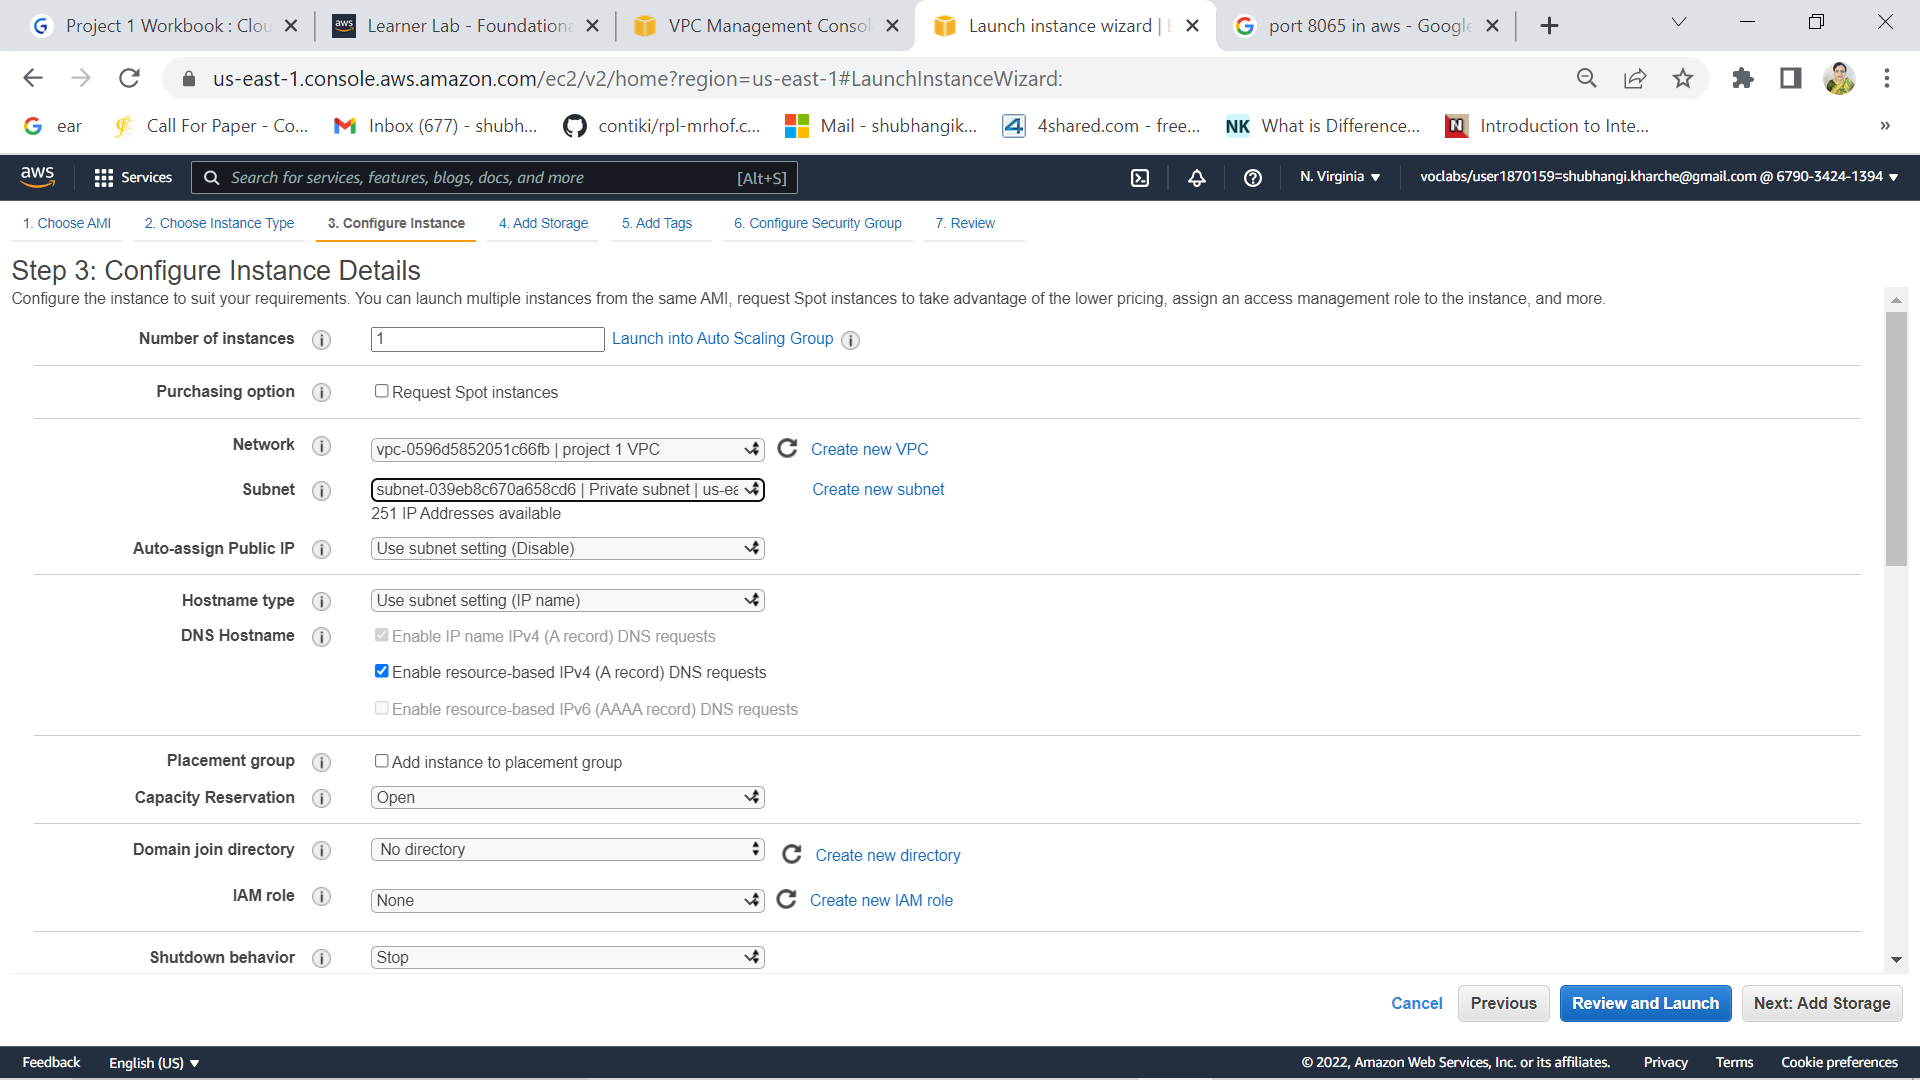 Project 1 Workbook : Clou
Learner Lab - Foundationa
VPC Management Consol
Launch instance wizard | E
port 8065 in aws - Google
us-east-1.console.aws.amazon.com/ec2/v2/home?region=us-east-1#LaunchInstanceWizard:
ear
Call For Paper - Co...
Inbox (677) - shubh...
contiki/rpl-mrhof.c...
Mail - shubhangik...
4shared.com - free...
NK What is Difference...
Introduction to Inte...
»
aws
Services
Search for services, features, blogs, docs, and more [Alt+S]
N. Virginia
voclabs/user1870159=shubhangi.kharche@gmail.com @ 6790-3424-1394
1. Choose AMI
2. Choose Instance Type
3. Configure Instance
4. Add Storage
5. Add Tags
6. Configure Security Group
7. Review
Step 3: Configure Instance Details
Configure the instance to suit your requirements. You can launch multiple instances from the same AMI, request Spot instances to take advantage of the lower pricing, assign an access management role to the instance, and more.
Number of instances 1 Launch into Auto Scaling Group
Purchasing option Request Spot instances
Network vpc-0596d5852051c66fb | project 1 VPC Create new VPC
Subnet subnet-039eb8c670a658cd6 | Private subnet | us-ea Create new subnet
251 IP Addresses available
Auto-assign Public IP Use subnet setting (Disable)
Hostname type Use subnet setting (IP name)
DNS Hostname Enable IP name IPv4 (A record) DNS requests
Enable resource-based IPv4 (A record) DNS requests
Enable resource-based IPv6 (AAAA record) DNS requests
Placement group Add instance to placement group
Capacity Reservation Open
Domain join directory No directory Create new directory
IAM role None Create new IAM role
Shutdown behavior Stop
Cancel Previous Review and Launch Next: Add Storage
Feedback English (US) © 2022, Amazon Web Services, Inc. or its affiliates. Privacy Terms Cookie preferences